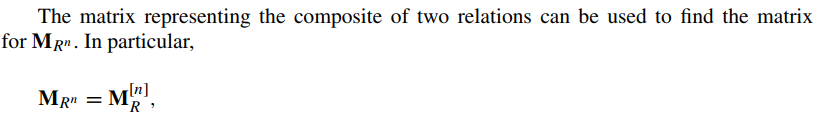 The matrix representing the composite of two relations can be used to find the matrix
for M_{R^n}. In particular,
M_{R^n} = M_R^{[n]},